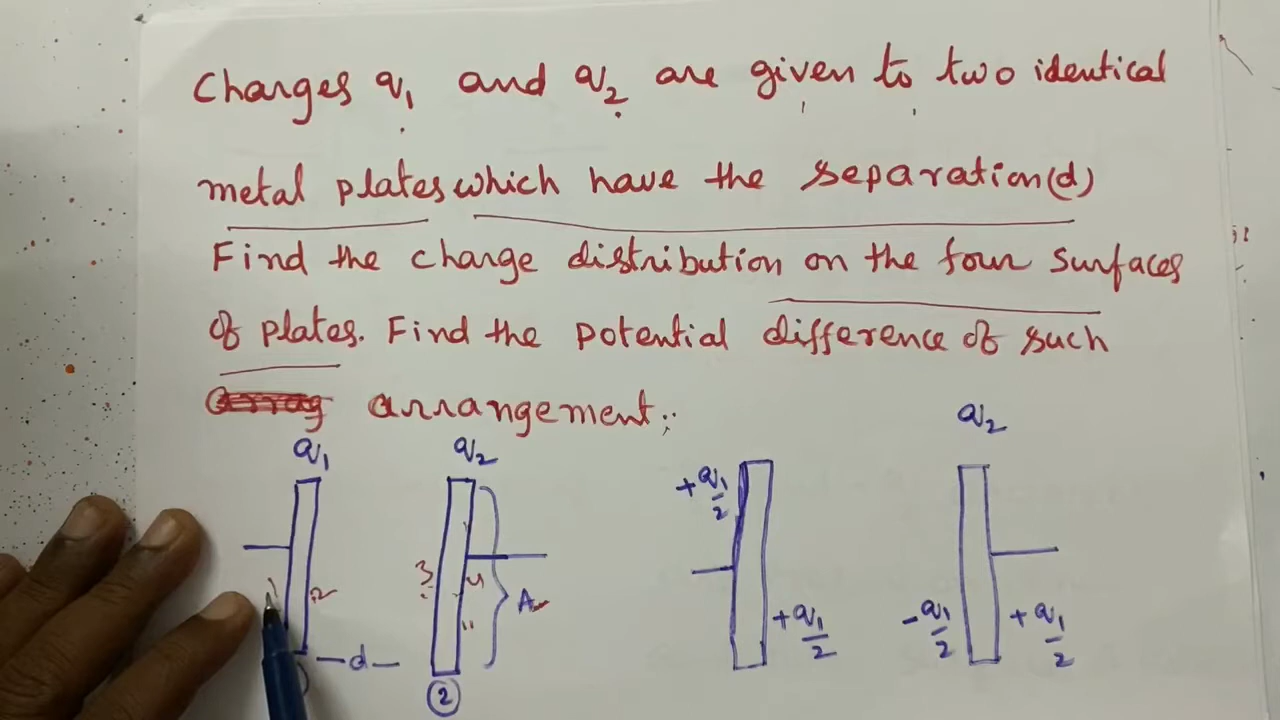 Charges q1 and q2 are given to two identical
metal plates which have the separation (d)
Find the charge distribution on the four surfaces
of plates. Find the potential difference of such
arrangement;
q1 q2 q2
+q1/2
1 2 3 4 A
+q1/2 -q1/2 +q1/2
-d-
2